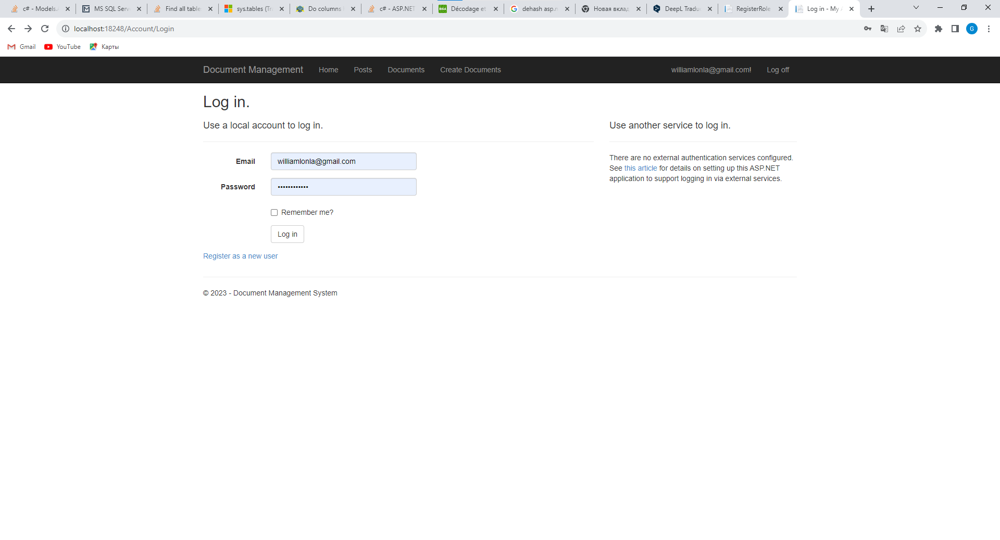 c# - Models.
MS SQL Serv
Find all table
sys.tables (Tr
Do columns
c# - ASP.NET
Décodage et
dehash asp.n
Новая вклад
DeepL Tradu
RegisterRole
Log in - My
localhost:18248/Account/Login
G
Gmail
YouTube
Карты
Document Management
Home
Posts
Documents
Create Documents
williamlonla@gmail.com!
Log off
Log in.
Use a local account to log in.
Email
williamlonla@gmail.com
Password
Remember me?
Log in
Register as a new user
Use another service to log in.
There are no external authentication services configured.
See this article for details on setting up this ASP.NET
application to support logging in via external services.
© 2023 - Document Management System